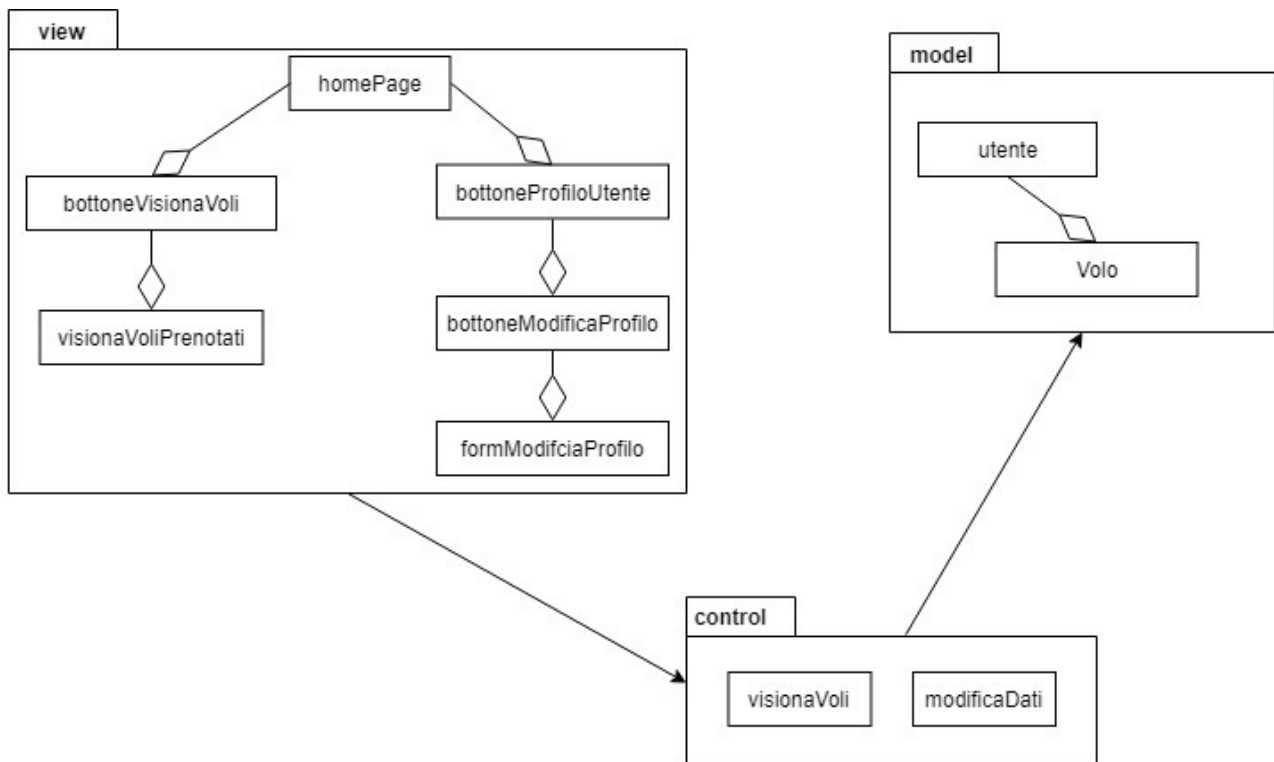 view
homePage
bottoneVisionaVoli
bottoneProfiloUtente
visionaVoliPrenotati
bottoneModificaProfilo
formModifciaProfilo
model
utente
Volo
control
visionaVoli
modificaDati